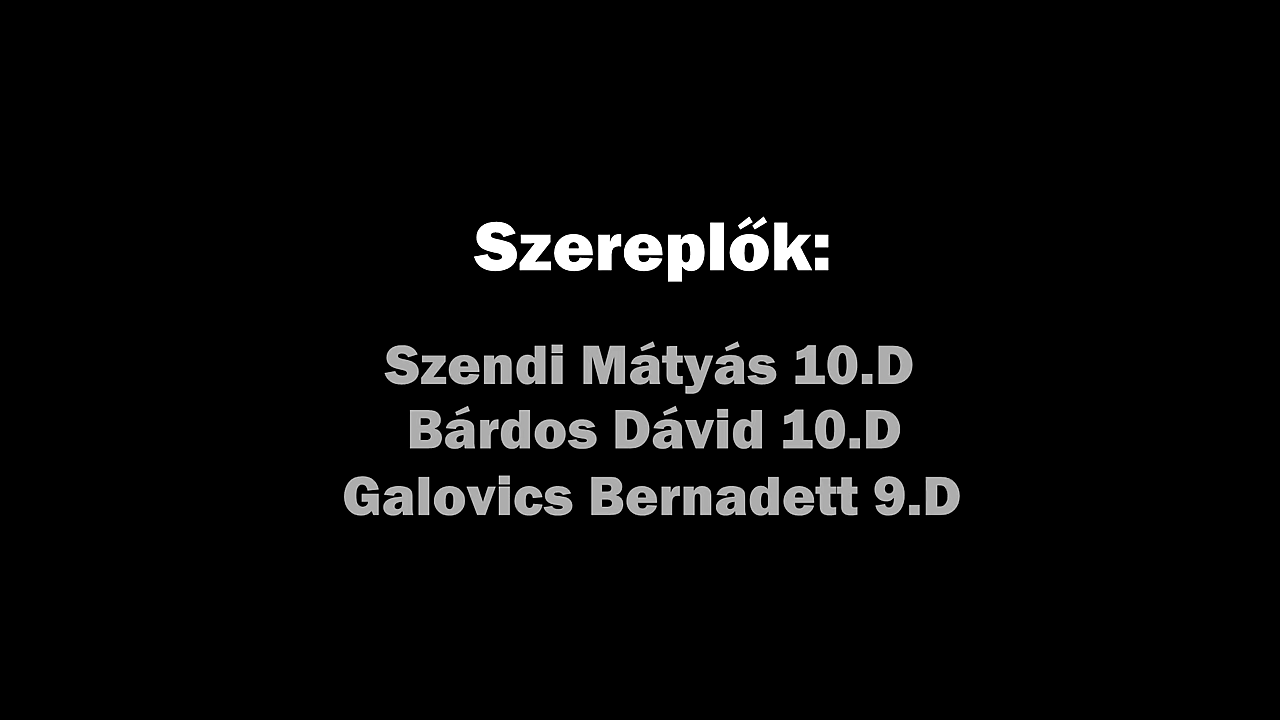 Szereplők:
Szendi Mátyás 10.D
Bárdos Dávid 10.D
Galovics Bernadett 9.D